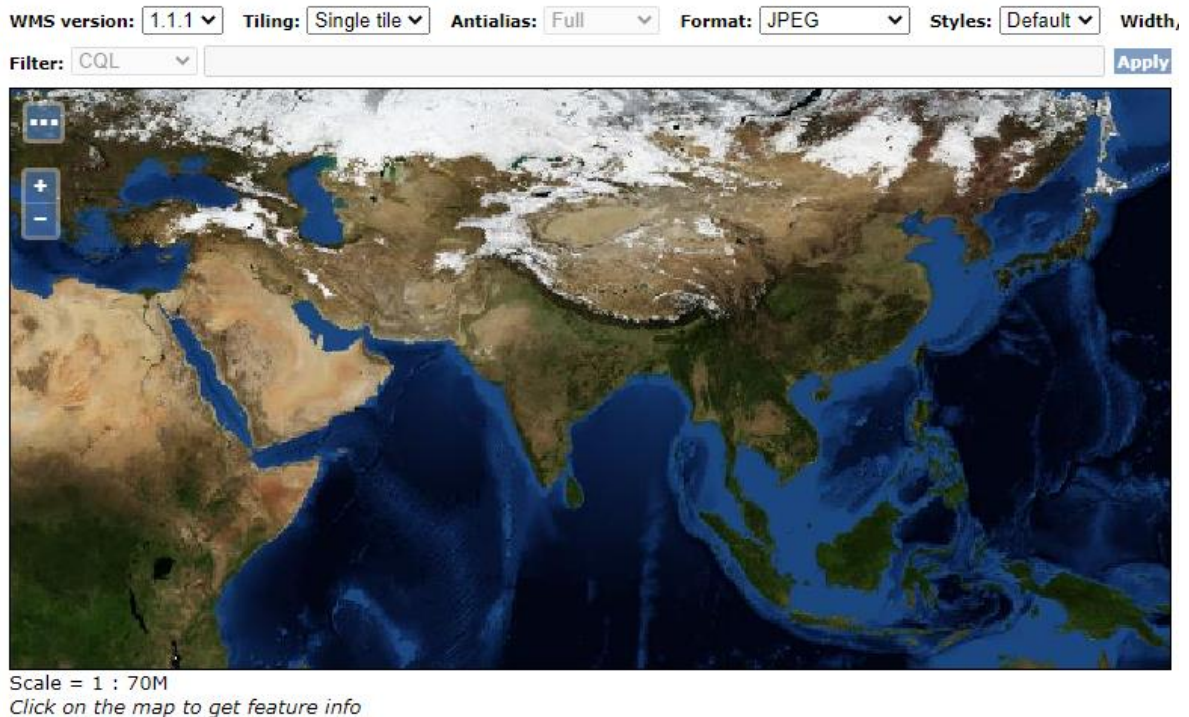 WMS version: 1.1.1 Tiling: Single tile Antialias: Full Format: JPEG Styles: Default Width,
Filter: CQL Apply
+
−
Scale = 1 : 70M
Click on the map to get feature info